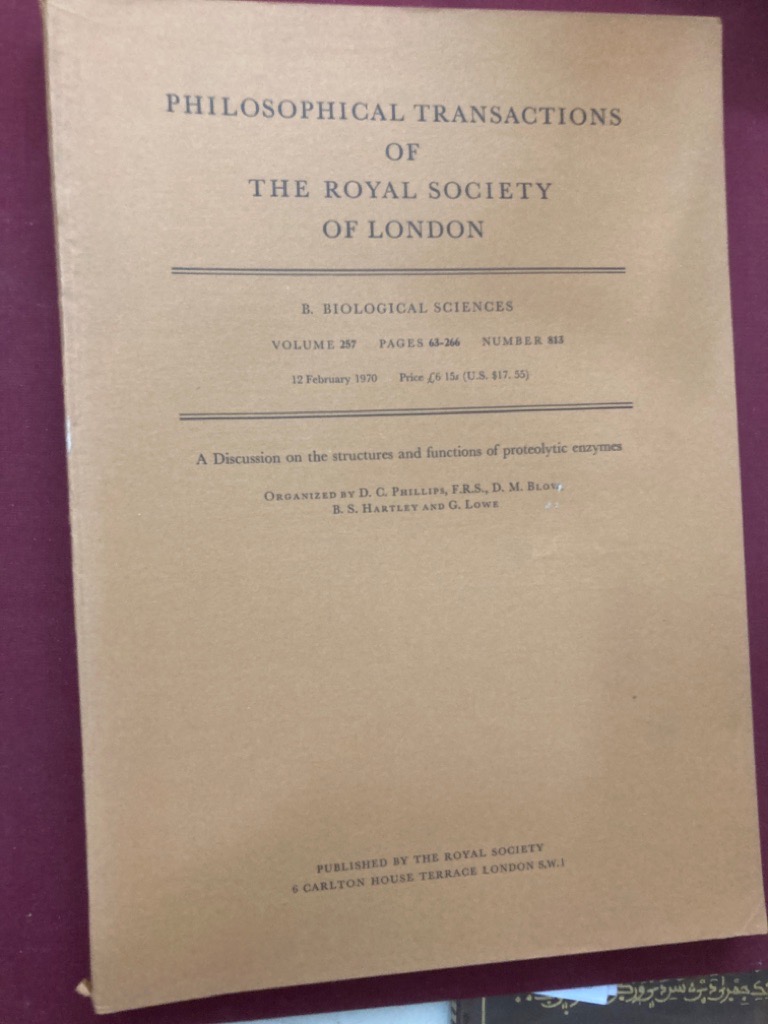 PHILOSOPHICAL TRANSACTIONS
OF
THE ROYAL SOCIETY
OF LONDON
B. BIOLOGICAL SCIENCES
VOLUME 257 PAGES 63-266 NUMBER 813
12 February 1970 Price £6 15s (U.S. $17. 55)
A Discussion on the structures and functions of proteolytic enzymes
ORGANIZED BY D. C. PHILLIPS, F.R.S., D. M.
B. S. HARTLEY AND G. LOWE
PUBLISHED BY THE ROYAL SOCIETY
6 CARLTON HOUSE TERRACE LONDON S.W.1